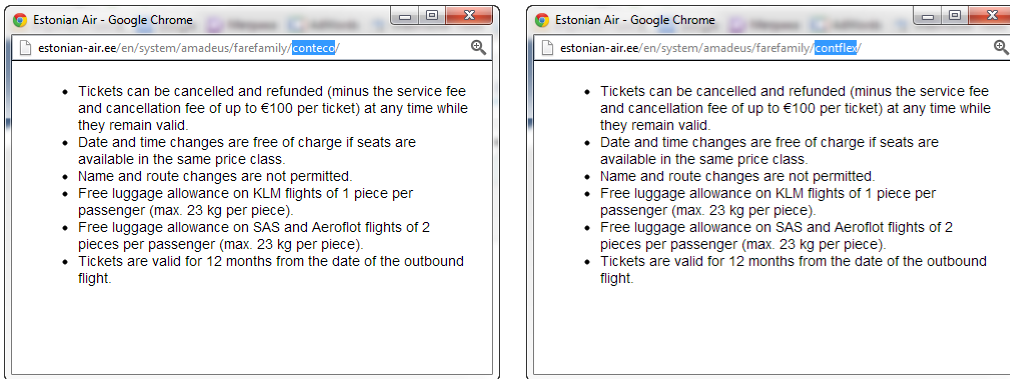 Estonian Air - Google Chrome
estonian-air.ee/en/system/amadeus/farefamily/conteco/
• Tickets can be cancelled and refunded (minus the service fee
and cancellation fee of up to €100 per ticket) at any time while
they remain valid.
• Date and time changes are free of charge if seats are
available in the same price class.
• Name and route changes are not permitted.
• Free luggage allowance on KLM flights of 1 piece per
passenger (max. 23 kg per piece).
• Free luggage allowance on SAS and Aeroflot flights of 2
pieces per passenger (max. 23 kg per piece).
• Tickets are valid for 12 months from the date of the outbound
flight.
Estonian Air - Google Chrome
estonian-air.ee/en/system/amadeus/farefamily/contflex/
• Tickets can be cancelled and refunded (minus the service fee
and cancellation fee of up to €100 per ticket) at any time while
they remain valid.
• Date and time changes are free of charge if seats are
available in the same price class.
• Name and route changes are not permitted.
• Free luggage allowance on KLM flights of 1 piece per
passenger (max. 23 kg per piece).
• Free luggage allowance on SAS and Aeroflot flights of 2
pieces per passenger (max. 23 kg per piece).
• Tickets are valid for 12 months from the date of the outbound
flight.